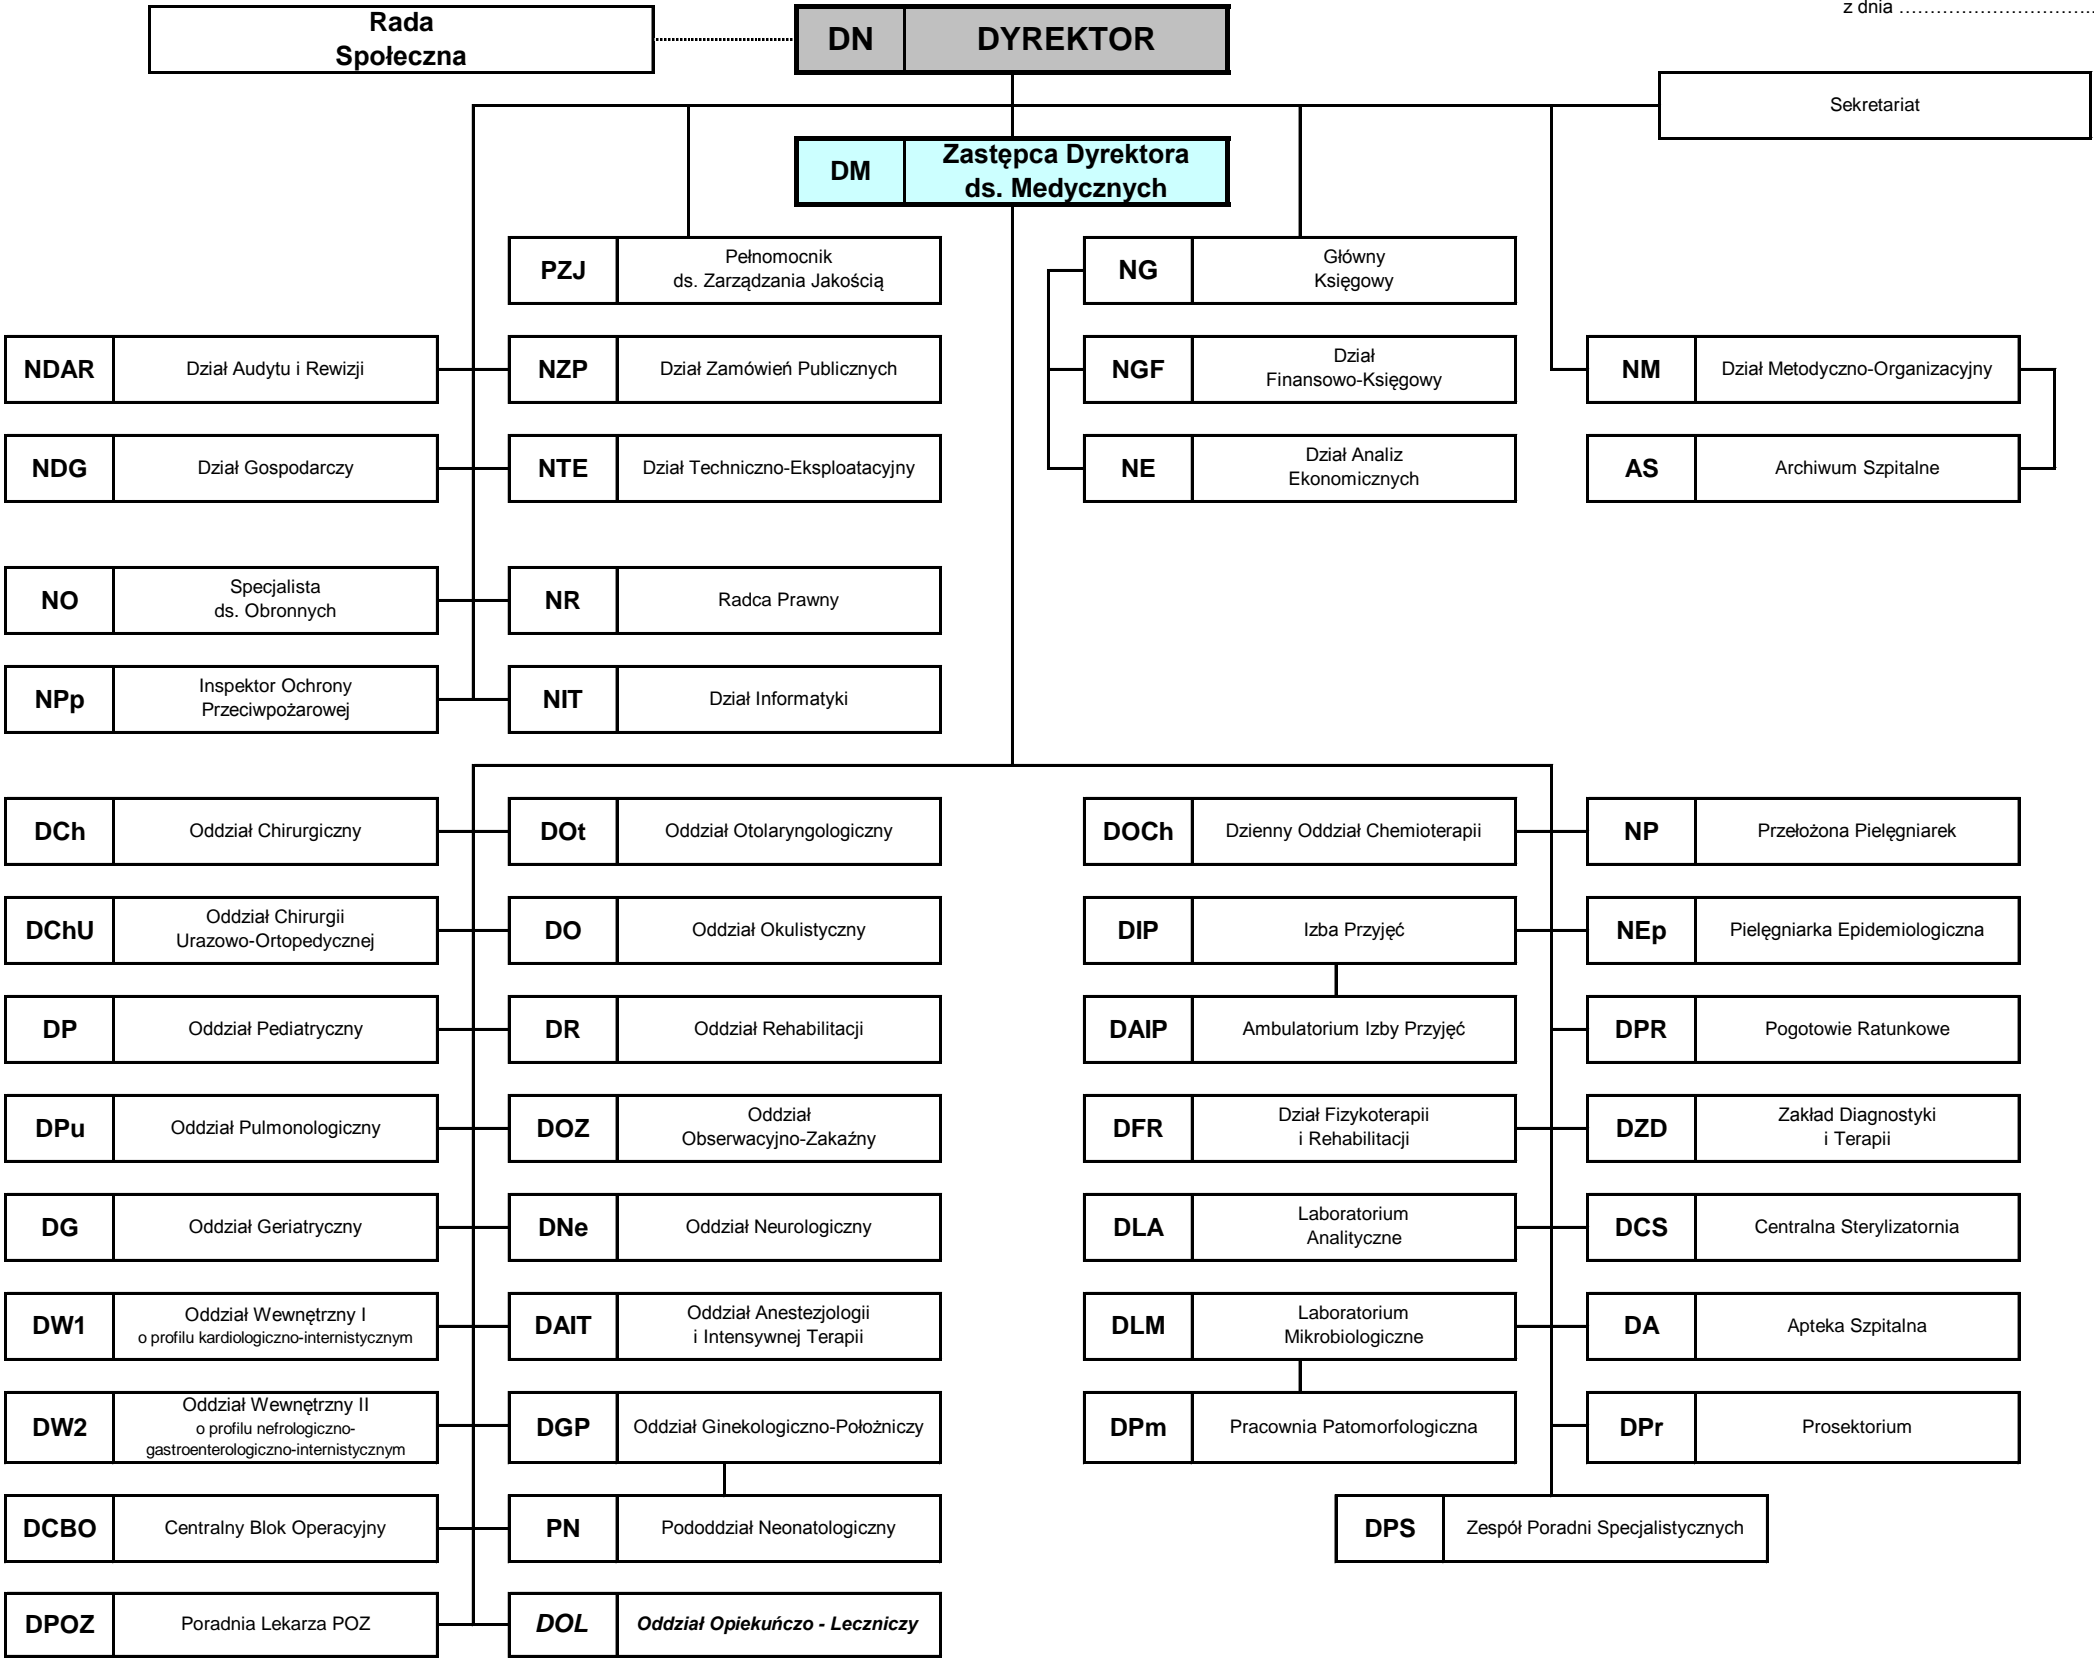 z dnia …………………………..
Rada
Społeczna
DN DYREKTOR
Sekretariat
DM Zastępca Dyrektora
ds. Medycznych
PZJ Pełnomocnik
ds. Zarządzania Jakością
NG Główny
Księgowy
NDAR Dział Audytu i Rewizji
NZP Dział Zamówień Publicznych
NGF Dział
Finansowo-Księgowy
NM Dział Metodyczno-Organizacyjny
NDG Dział Gospodarczy
NTE Dział Techniczno-Eksploatacyjny
NE Dział Analiz
Ekonomicznych
AS Archiwum Szpitalne
NO Specjalista
ds. Obronnych
NR Radca Prawny
NPp Inspektor Ochrony
Przeciwpożarowej
NIT Dział Informatyki
DCh Oddział Chirurgiczny
DOt Oddział Otolaryngologiczny
DOCh Dzienny Oddział Chemioterapii
NP Przełożona Pielęgniarek
DChU Oddział Chirurgii
Urazowo-Ortopedycznej
DO Oddział Okulistyczny
DIP Izba Przyjęć
NEp Pielęgniarka Epidemiologiczna
DP Oddział Pediatryczny
DR Oddział Rehabilitacji
DAIP Ambulatorium Izby Przyjęć
DPR Pogotowie Ratunkowe
DPu Oddział Pulmonologiczny
DOZ Oddział
Obserwacyjno-Zakaźny
DFR Dział Fizykoterapii
i Rehabilitacji
DZD Zakład Diagnostyki
i Terapii
DG Oddział Geriatryczny
DNe Oddział Neurologiczny
DLA Laboratorium
Analityczne
DCS Centralna Sterylizatornia
DW1 Oddział Wewnętrzny I
o profilu kardiologiczno-internistycznym
DAIT Oddział Anestezjologii
i Intensywnej Terapii
DLM Laboratorium
Mikrobiologiczne
DA Apteka Szpitalna
DW2 Oddział Wewnętrzny II
o profilu nefrologiczno-
gastroenterologiczno-internistycznym
DGP Oddział Ginekologiczno-Położniczy
DPm Pracownia Patomorfologiczna
DPr Prosektorium
DCBO Centralny Blok Operacyjny
PN Pododdział Neonatologiczny
DPS Zespół Poradni Specjalistycznych
DPOZ Poradnia Lekarza POZ
DOL Oddział Opiekuńczo - Leczniczy